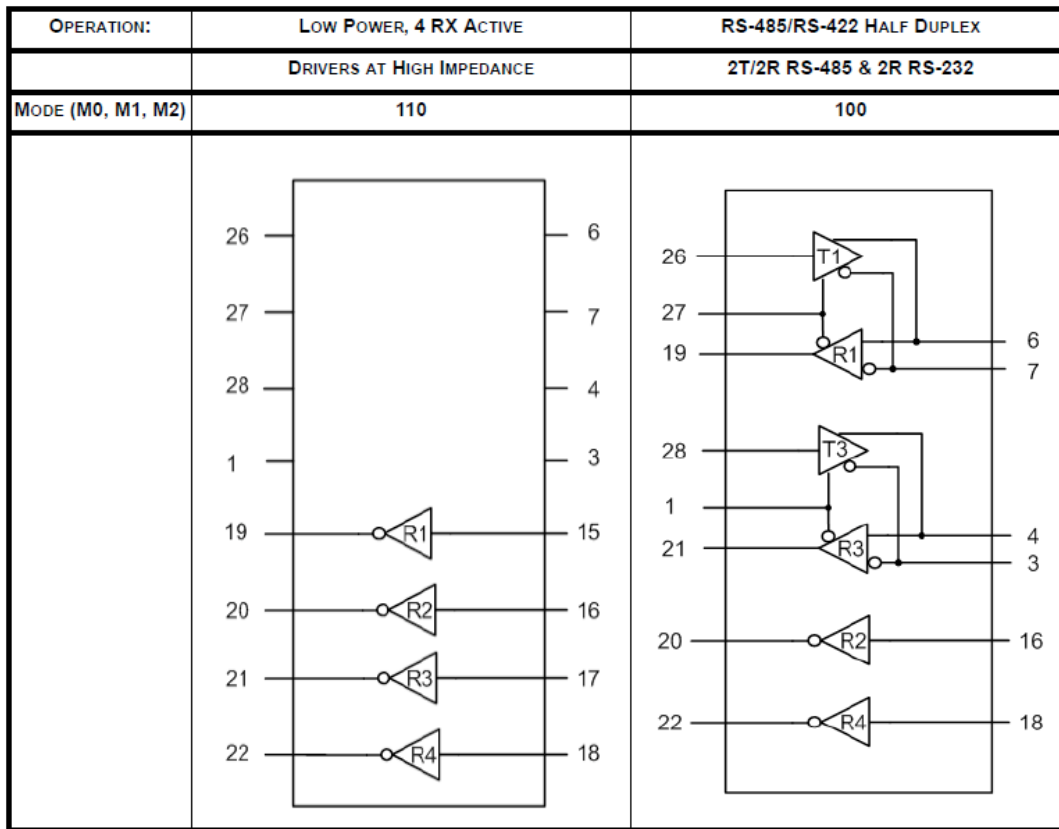 OPERATION: LOW POWER, 4 RX ACTIVE RS-485/RS-422 HALF DUPLEX
DRIVERS AT HIGH IMPEDANCE 2T/2R RS-485 & 2R RS-232
MODE (M0, M1, M2) 110 100
26 6
27 7
28 4
1 3
19 R1 15
20 R2 16
21 R3 17
22 R4 18
26 T1
27
19 R1 6
7
28 T3
1
21 R3 4
3
20 R2 16
22 R4 18